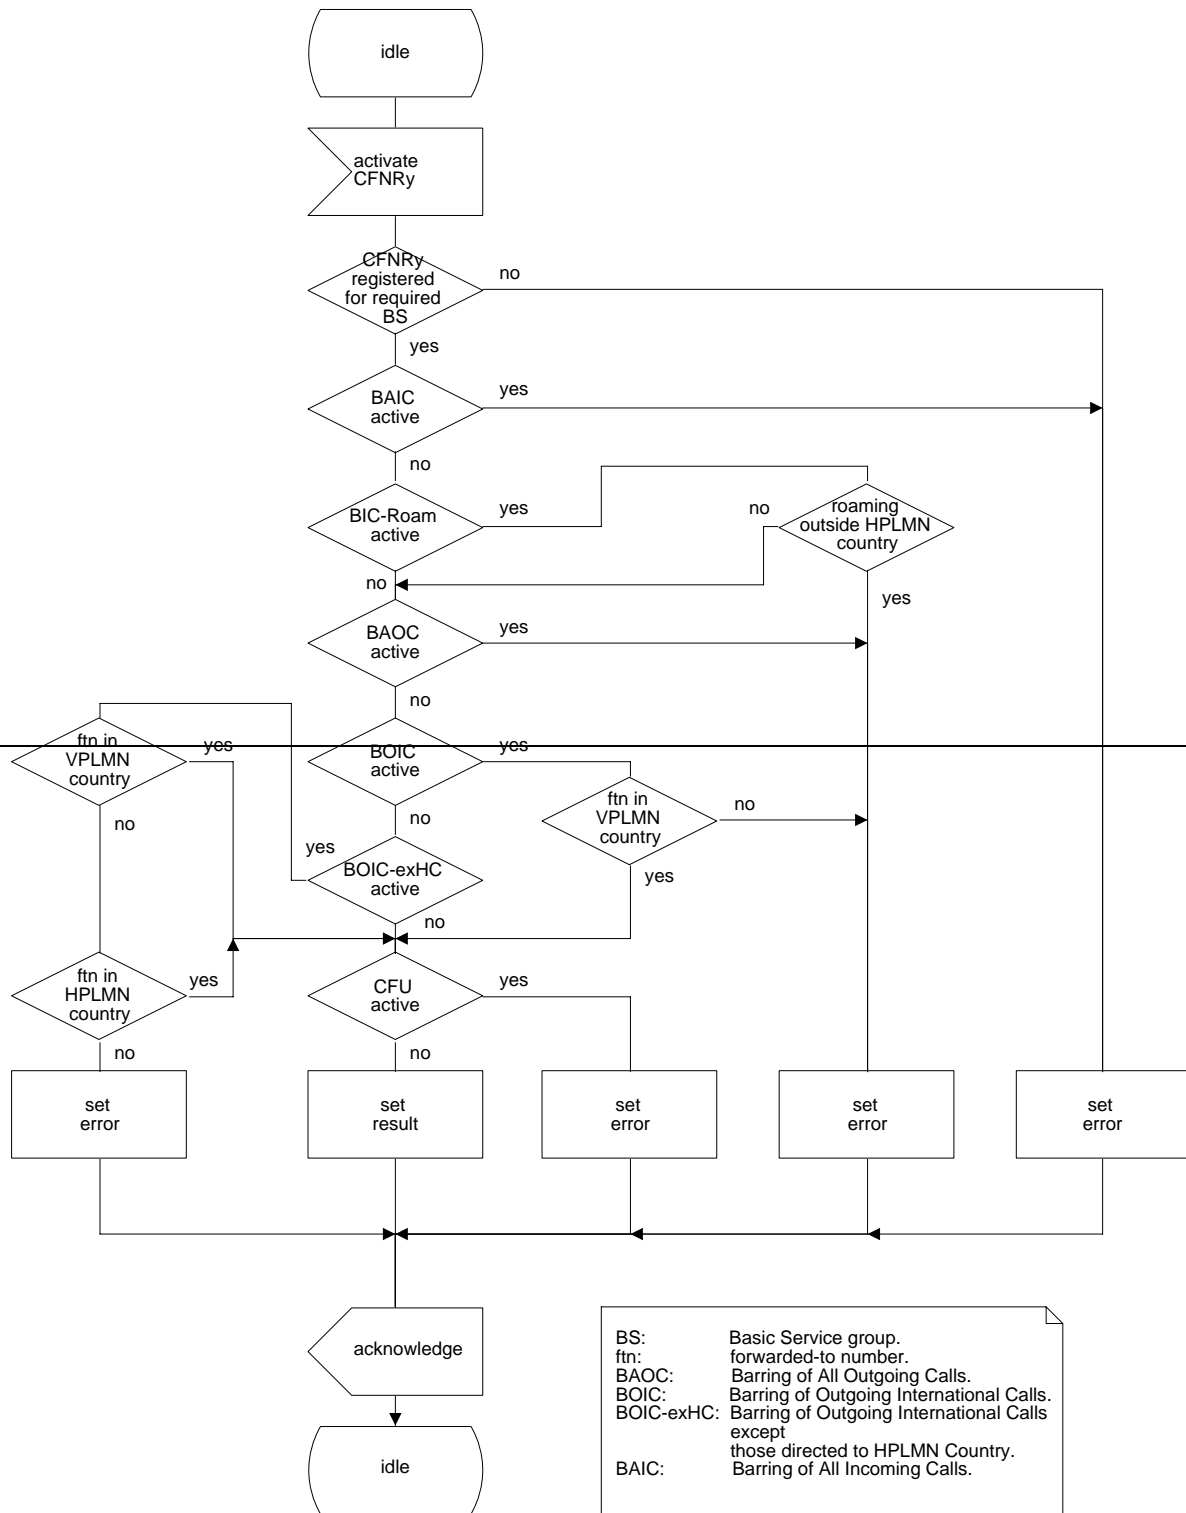 idle
activate
CFNRy
CFNRy
registered
for required
BS
no
yes
BAIC
active
yes
no
BIC-Roam
active
yes
no
roaming
outside HPLMN
country
no
yes
BAOC
active
yes
no
ftn in
VPLMN
country
yes
no
BOIC
active
yes
no
ftn in
VPLMN
country
no
yes
yes
BOIC-exHC
active
no
ftn in
HPLMN
country
yes
no
CFU
active
yes
no
set
error
set
result
set
error
set
error
set
error
acknowledge
idle
BS: Basic Service group.
ftn: forwarded-to number.
BAOC: Barring of All Outgoing Calls.
BOIC: Barring of Outgoing International Calls.
BOIC-exHC: Barring of Outgoing International Calls
except
those directed to HPLMN Country.
BAIC: Barring of All Incoming Calls.